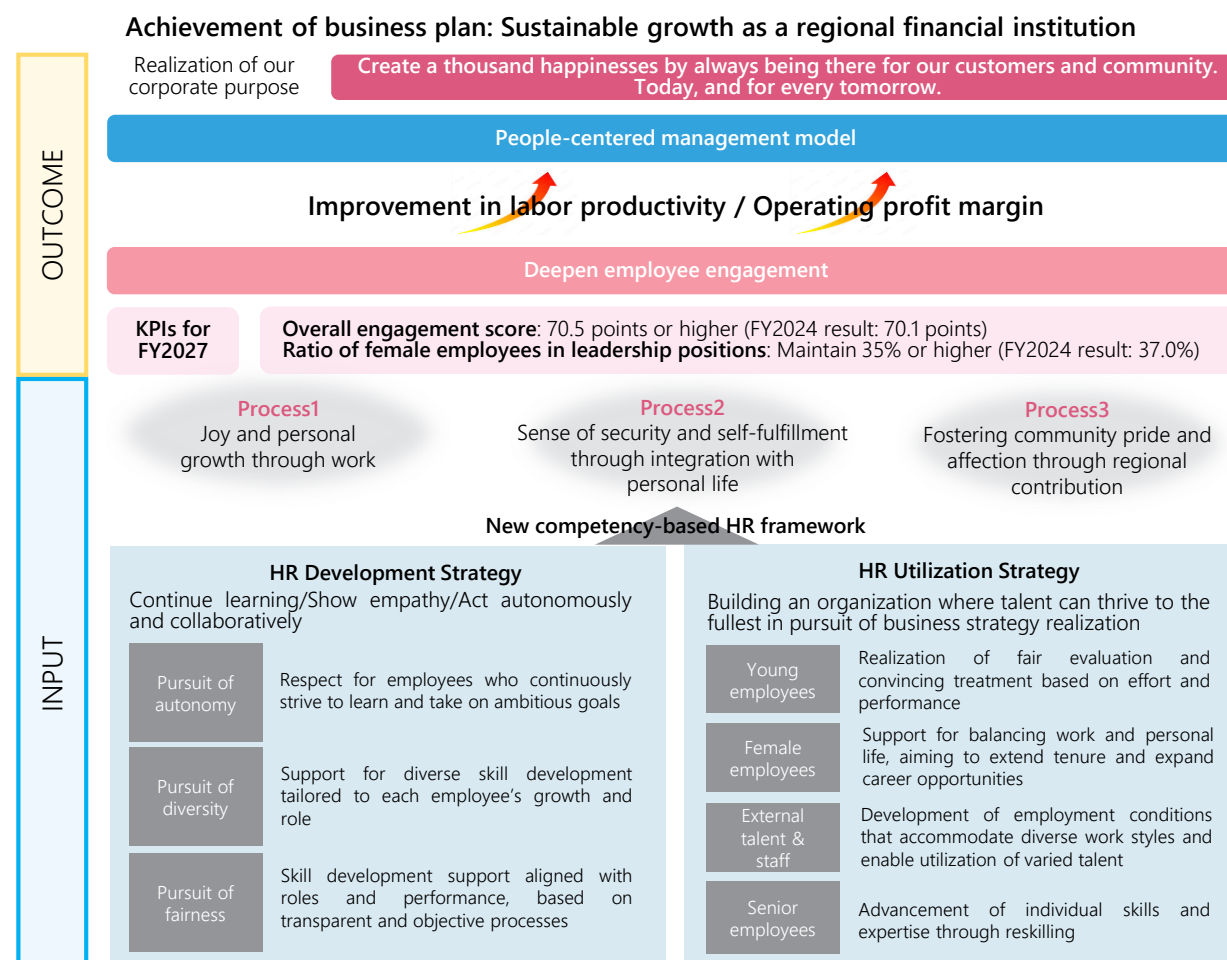 Achievement of business plan: Sustainable growth as a regional financial institution
OUTCOME
Realization of our
corporate purpose
Create a thousand happinesses by always being there for our customers and community.
Today, and for every tomorrow.
People-centered management model
Improvement in labor productivity / Operating profit margin
Deepen employee engagement
KPIs for
FY2027
Overall engagement score: 70.5 points or higher (FY2024 result: 70.1 points)
Ratio of female employees in leadership positions: Maintain 35% or higher (FY2024 result: 37.0%)
INPUT
Process1
Joy and personal
growth through work
Process2
Sense of security and self-fulfillment
through integration with
personal life
Process3
Fostering community pride and
affection through regional
contribution
New competency-based HR framework
HR Development Strategy
Continue learning/Show empathy/Act autonomously
and collaboratively
Pursuit of
autonomy
Respect for employees who continuously
strive to learn and take on ambitious goals
Pursuit of
diversity
Support for diverse skill development
tailored to each employee's growth and
role
Pursuit of
fairness
Skill development support aligned with
roles and performance, based on
transparent and objective processes
HR Utilization Strategy
Building an organization where talent can thrive to the
fullest in pursuit of business strategy realization
Young
employees
Realization of fair evaluation and
convincing treatment based on effort and
performance
Female
employees
Support for balancing work and personal
life, aiming to extend tenure and expand
career opportunities
External
talent &
staff
Development of employment conditions
that accommodate diverse work styles and
enable utilization of varied talent
Senior
employees
Advancement of individual skills and
expertise through reskilling